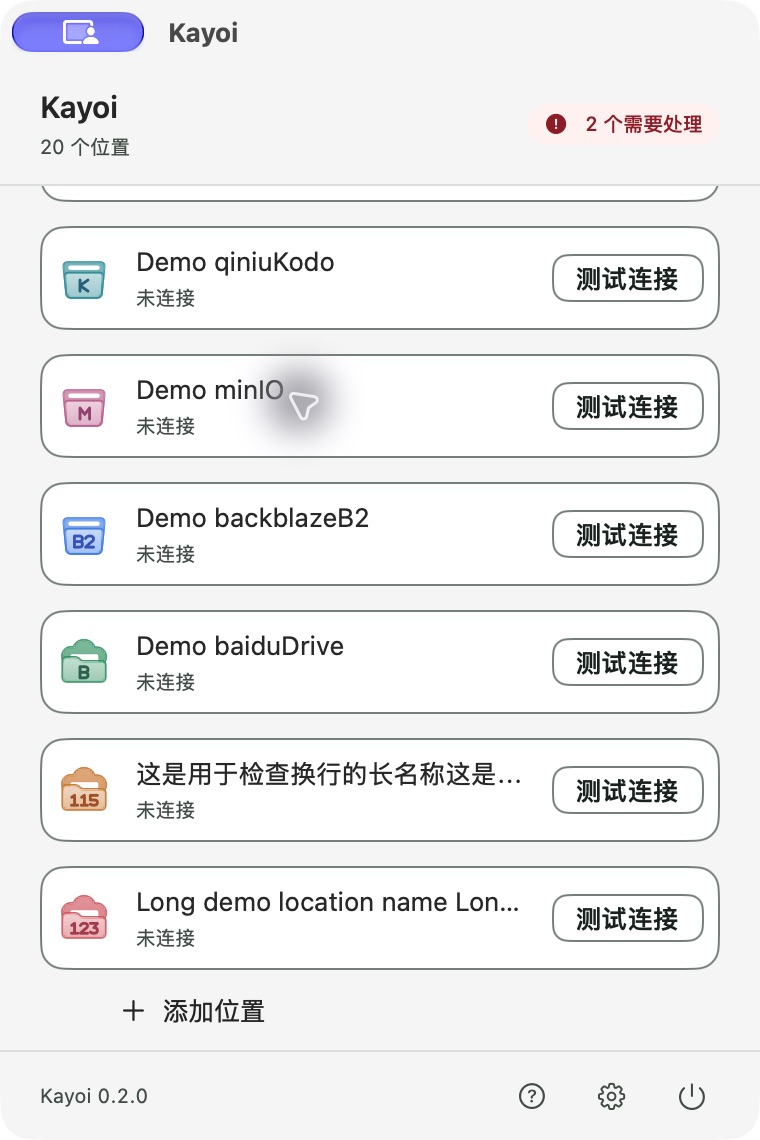 Kayoi
Kayoi
20 个位置
2 个需要处理
K
Demo qiniuKodo
未连接
测试连接
M
Demo minIO
未连接
测试连接
B2
Demo backblazeB2
未连接
测试连接
B
Demo baiduDrive
未连接
测试连接
115
这是用于检查换行的长名称这是...
未连接
测试连接
123
Long demo location name Lon...
未连接
测试连接
+ 添加位置
Kayoi 0.2.0